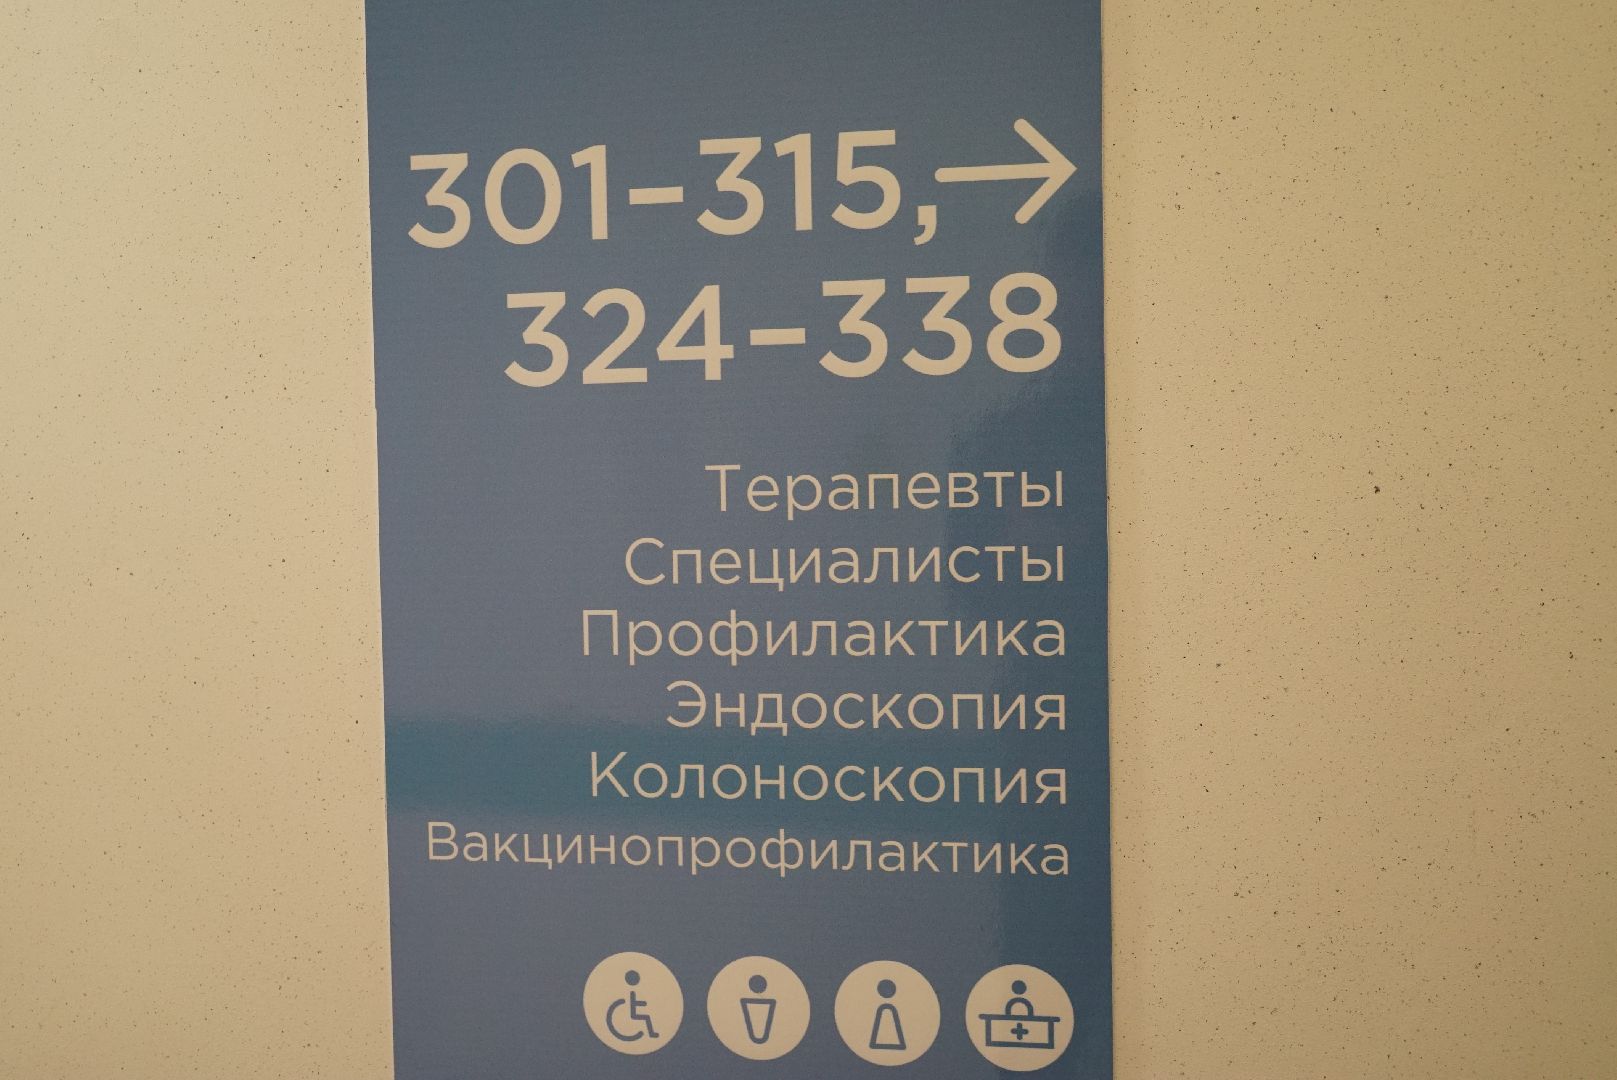 301-315, →
324-338
Терапевты
Специалисты
Профилактика
Эндоскопия
Колоноскопия
Вакцинопрофилактика